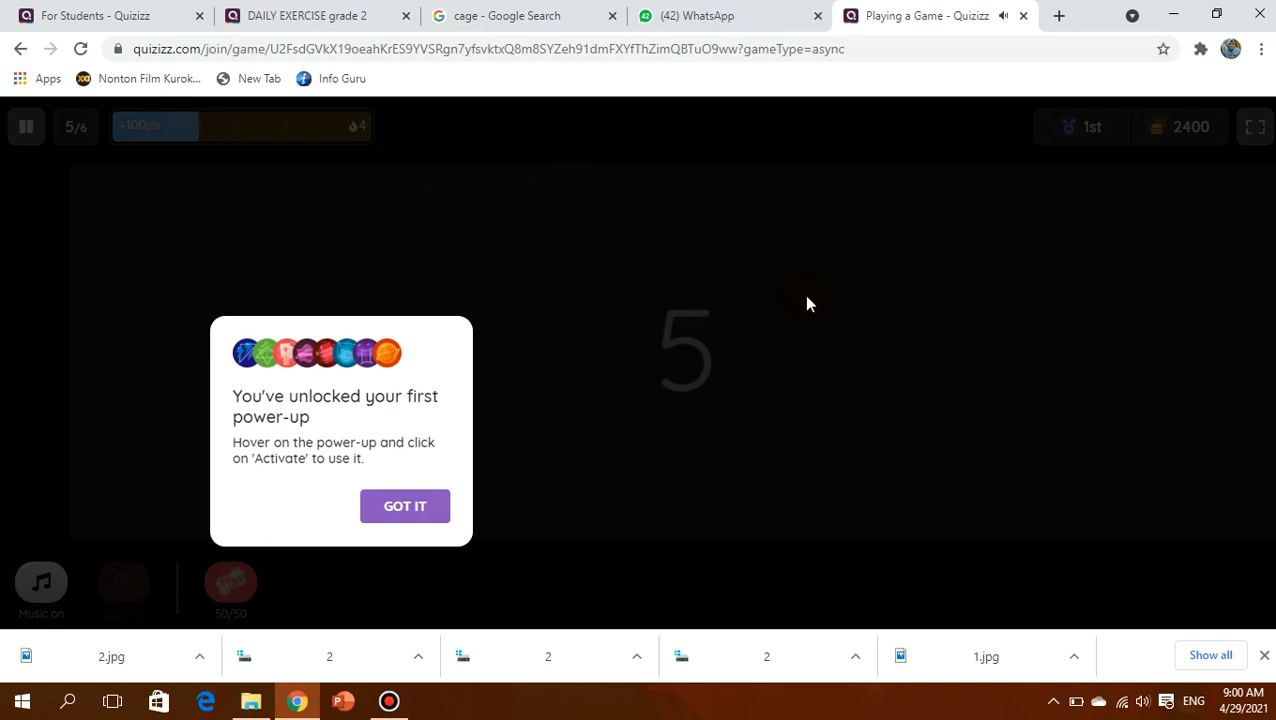 For Students - Quizizz
DAILY EXERCISE grade 2
cage - Google Search
(42) WhatsApp
Playing a Game - Quizizz
quizizz.com/join/game/U2FsdGVkX19oeahKrES9YVSRgn7yfsvktxQ8m8SYZeh91dmFXYfThZimQBTuO9ww?gameType=async
Apps
Nonton Film Kurok...
New Tab
Info Guru
5/6
+100pts
4
1st
2400
5
You've unlocked your first
power-up
Hover on the power-up and click
on 'Activate' to use it.
GOT IT
Music on
Zoom in
50/50
2.jpg
2
2
2
1.jpg
Show all
ENG
9:00 AM
4/29/2021